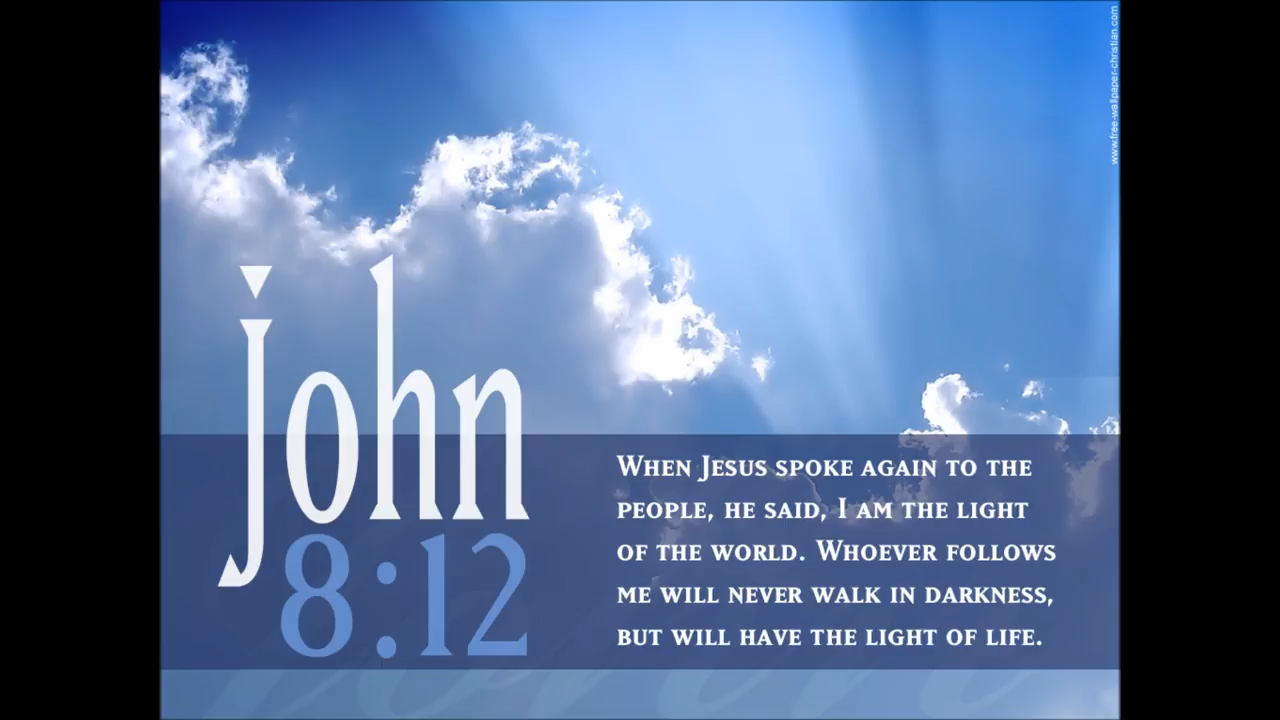 www.free-wallpaper-christian.com
john
8:12
When Jesus spoke again to the
people, he said, I am the light
of the world. Whoever follows
me will never walk in darkness,
but will have the light of life.